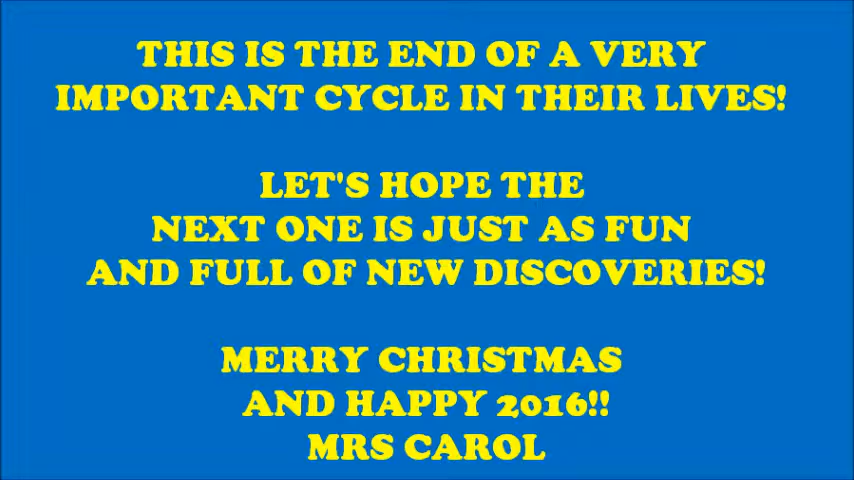 THIS IS THE END OF A VERY
IMPORTANT CYCLE IN THEIR LIVES!
LET'S HOPE THE
NEXT ONE IS JUST AS FUN
AND FULL OF NEW DISCOVERIES!
MERRY CHRISTMAS
AND HAPPY 2016!!
MRS CAROL